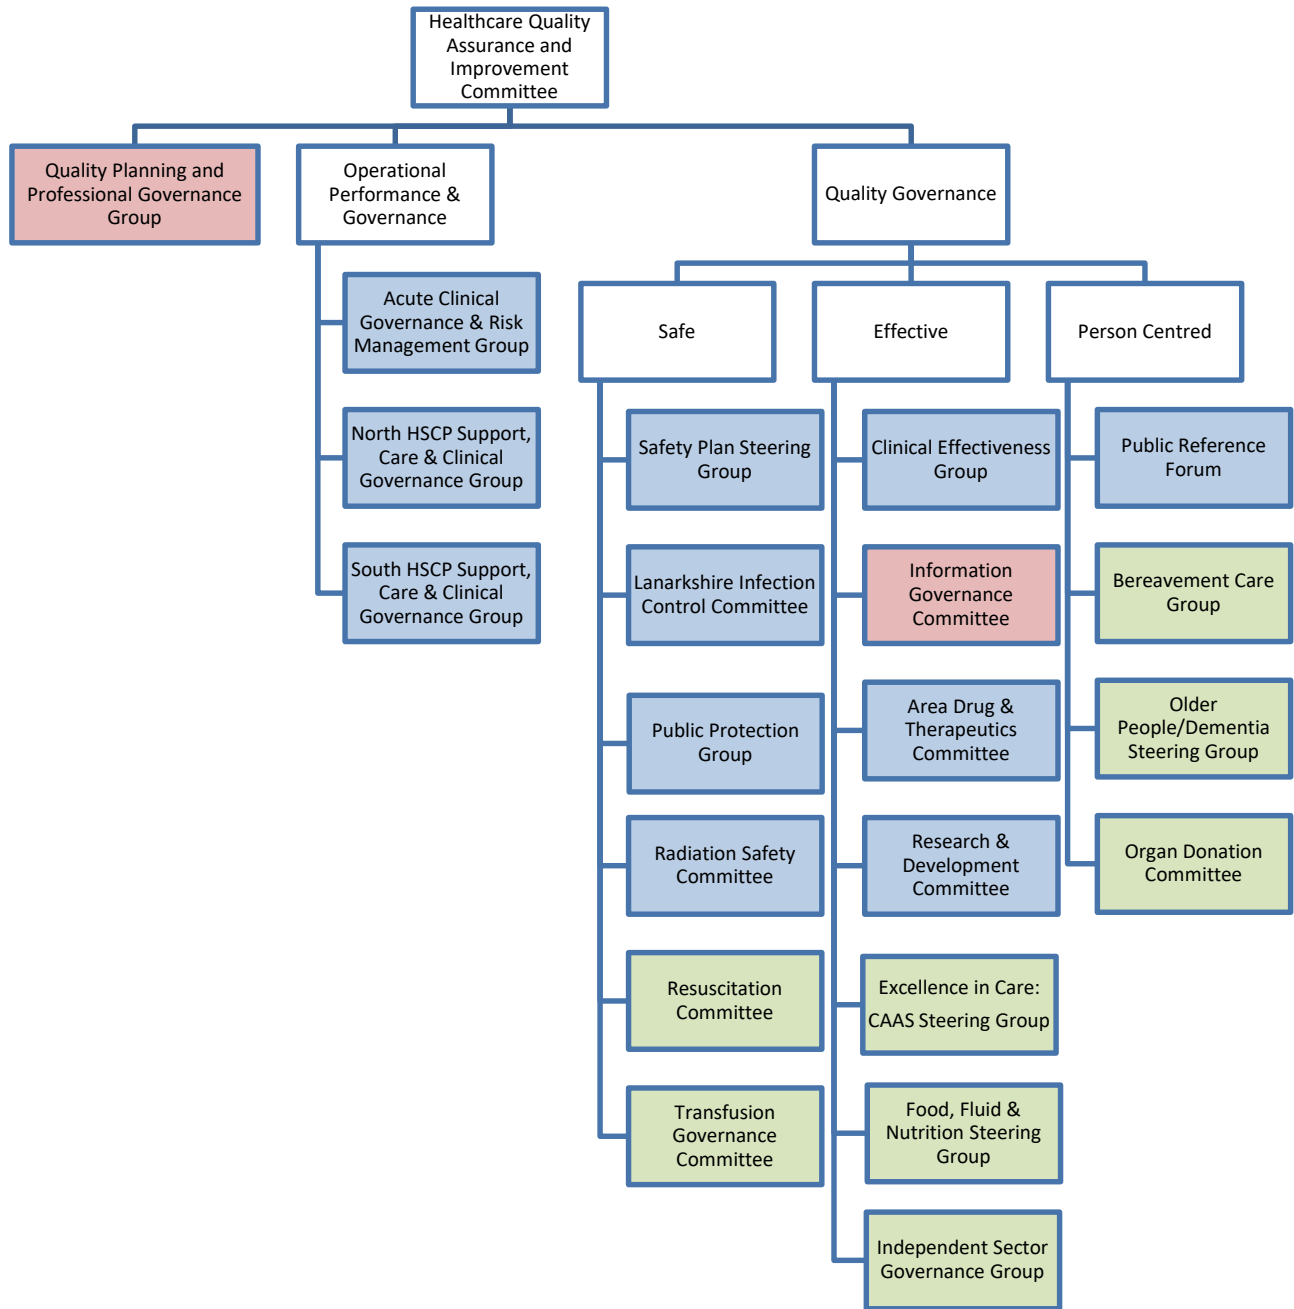 Healthcare Quality
Assurance and
Improvement
Committee
Quality Planning and
Professional Governance
Group
Operational
Performance &
Governance
Quality Governance
Acute Clinical
Governance & Risk
Management Group
North HSCP Support,
Care & Clinical
Governance Group
South HSCP Support,
Care & Clinical
Governance Group
Safe
Safety Plan Steering
Group
Lanarkshire Infection
Control Committee
Public Protection
Group
Radiation Safety
Committee
Resuscitation
Committee
Transfusion
Governance
Committee
Effective
Clinical Effectiveness
Group
Information
Governance
Committee
Area Drug &
Therapeutics
Committee
Research &
Development
Committee
Excellence in Care:
CAAS Steering Group
Food, Fluid &
Nutrition Steering
Group
Independent Sector
Governance Group
Person Centred
Public Reference
Forum
Bereavement Care
Group
Older
People/Dementia
Steering Group
Organ Donation
Committee